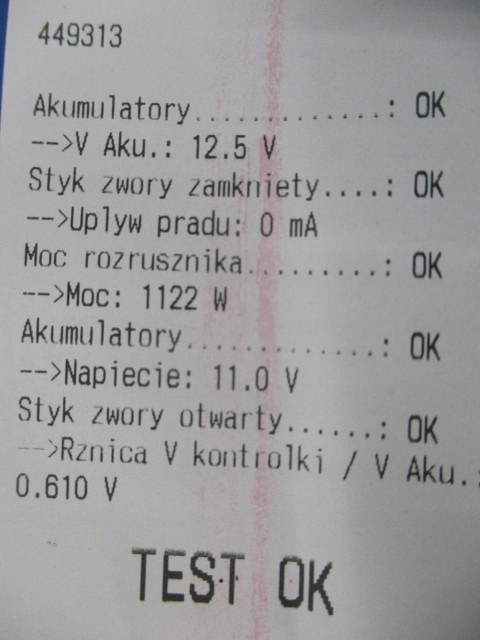 449313
Akumulatory.............: OK
-->V Aku.: 12.5 V
Styk zwory zamkniety....: OK
-->Uplyw pradu: 0 mA
Moc rozrusznika.........: OK
-->Moc: 1122 W
Akumulatory.............: OK
-->Napiecie: 11.0 V
Styk zwory otwarty......: OK
-->Rznica V kontrolki / V Aku.:
0.610 V
TEST OK